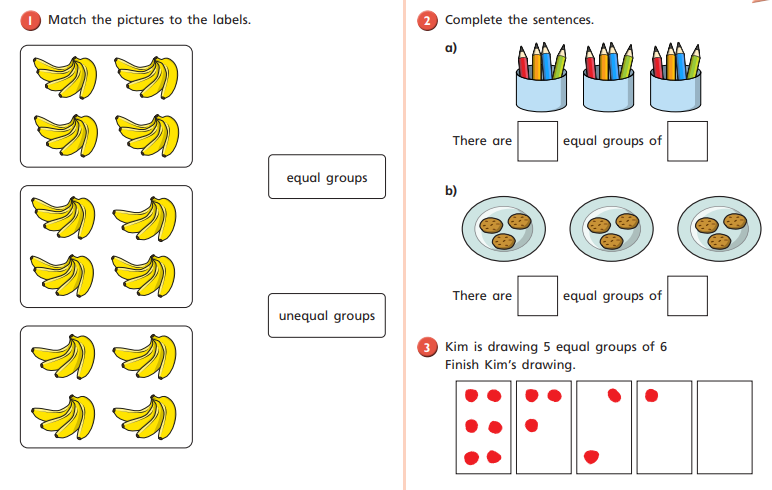 1 Match the pictures to the labels.
equal groups
unequal groups
2 Complete the sentences.
a)
There are equal groups of
b)
There are equal groups of
3 Kim is drawing 5 equal groups of 6
Finish Kim's drawing.